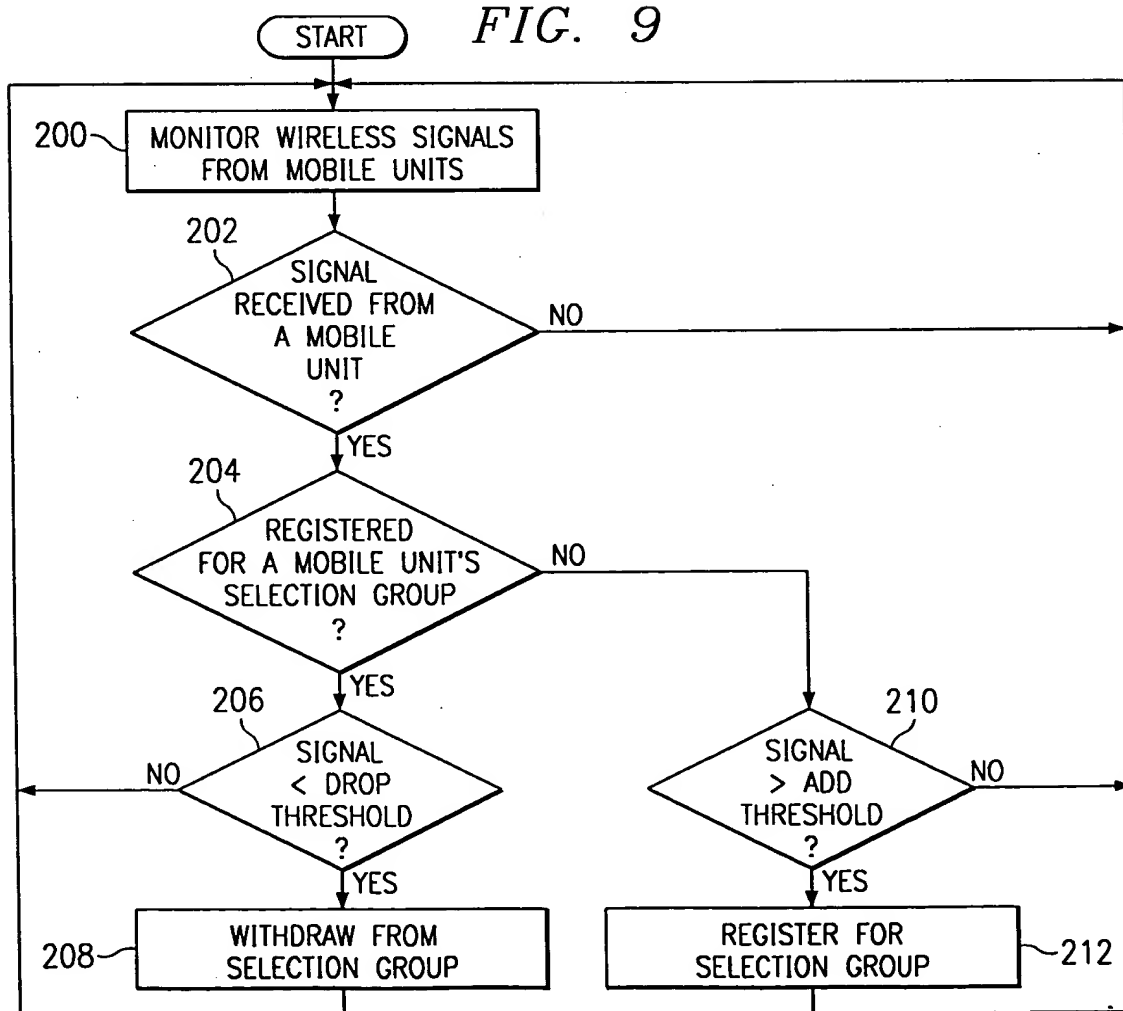 FIG. 9
START
200
MONITOR WIRELESS SIGNALS
FROM MOBILE UNITS
202
SIGNAL
RECEIVED FROM
A MOBILE
UNIT
?
NO
YES
204
REGISTERED
FOR A MOBILE UNIT'S
SELECTION GROUP
?
NO
YES
206
SIGNAL
< DROP
THRESHOLD
?
NO
YES
210
SIGNAL
> ADD
THRESHOLD
?
NO
YES
208
WITHDRAW FROM
SELECTION GROUP
REGISTER FOR
SELECTION GROUP
212